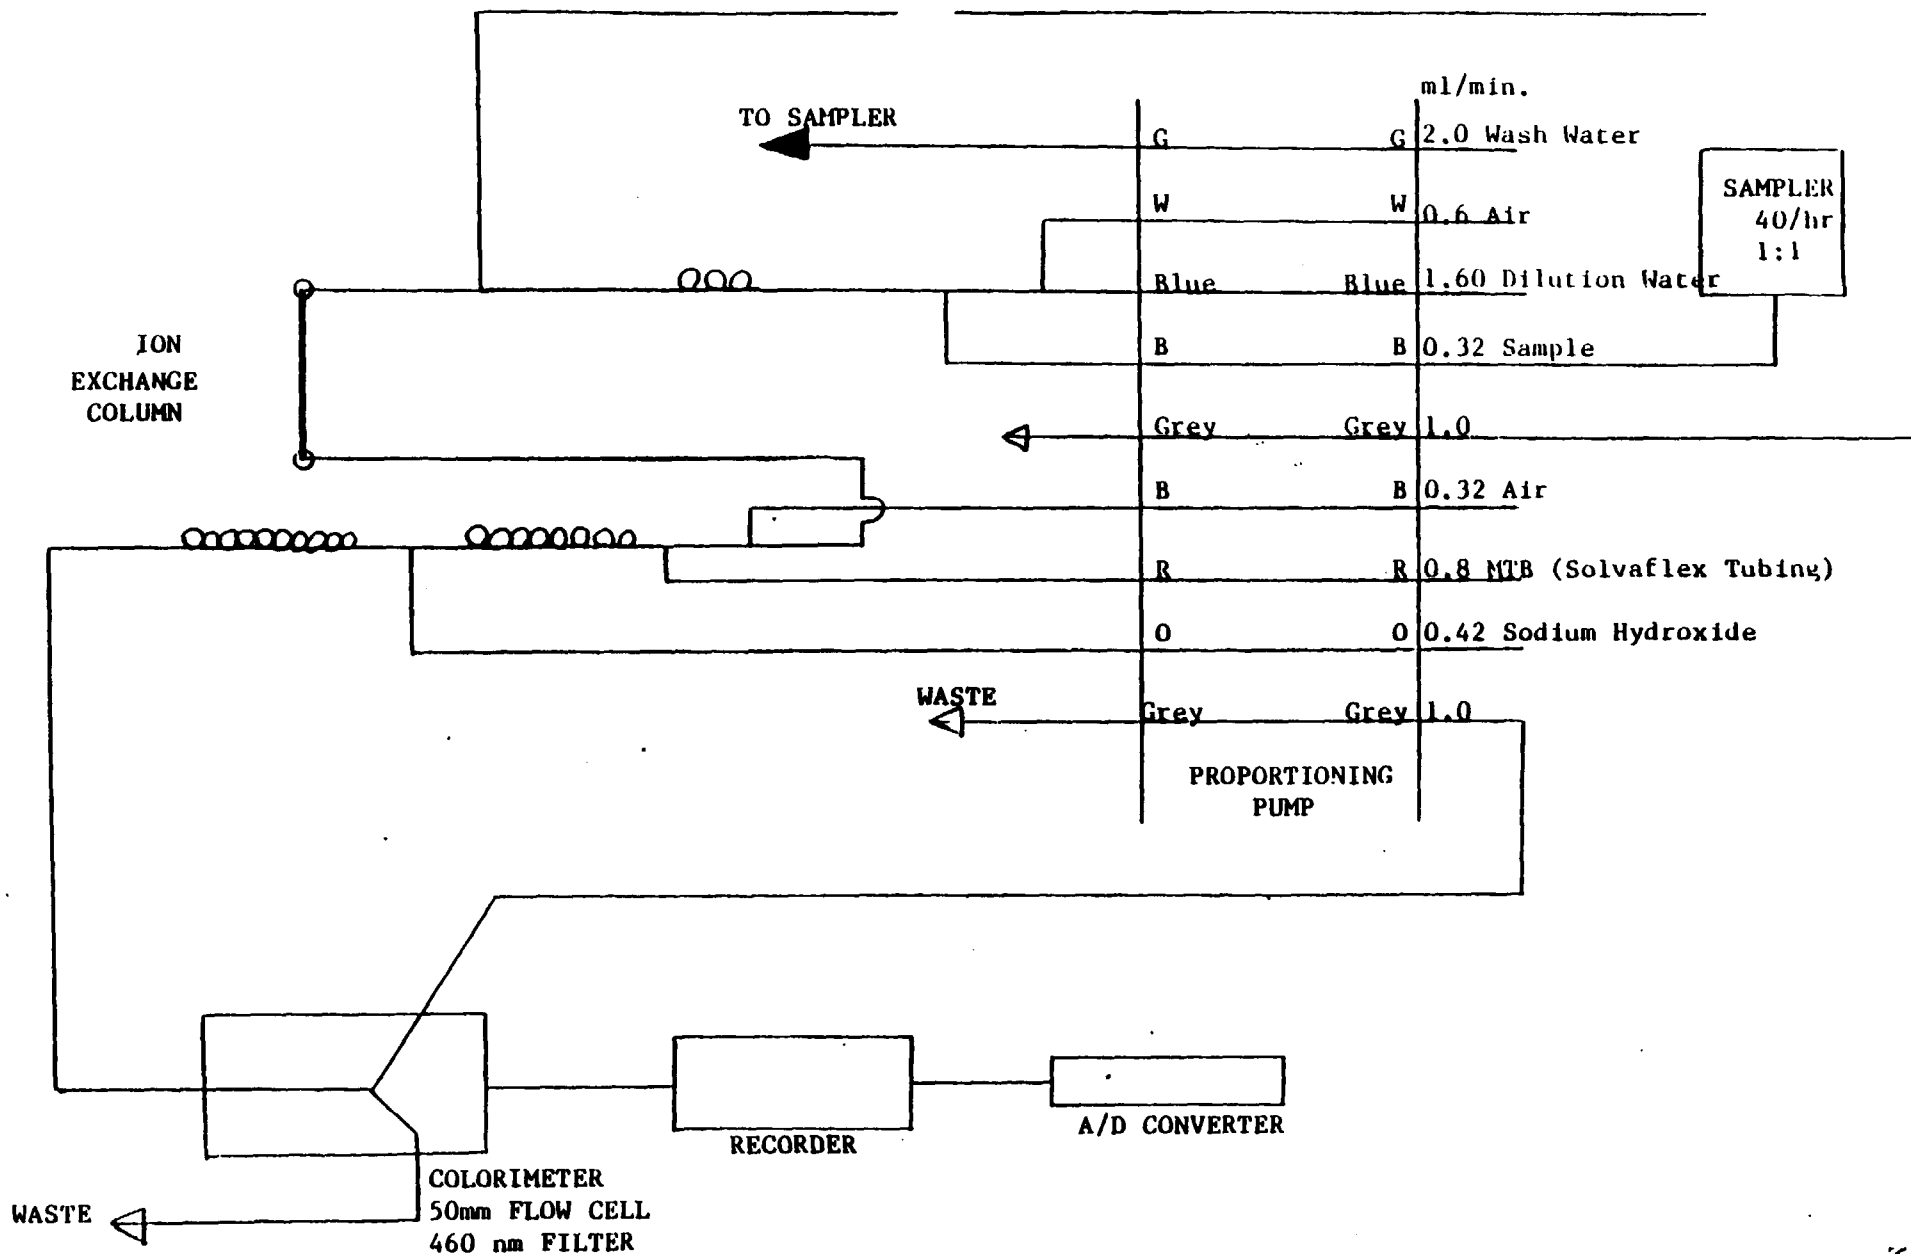 ml/min.
TO SAMPLER
G G 2.0 Wash Water
SAMPLER
40/hr
1:1
W W 0.6 Air
Blue Blue 1.60 Dilution Water
B B 0.32 Sample
ION
EXCHANGE
COLUMN
Grey Grey 1.0
B B 0.32 Air
R R 0.8 MTB (Solvaflex Tubing)
O O 0.42 Sodium Hydroxide
WASTE
Grey Grey 1.0
PROPORTIONING
PUMP
RECORDER
A/D CONVERTER
COLORIMETER
50mm FLOW CELL
460 nm FILTER
WASTE